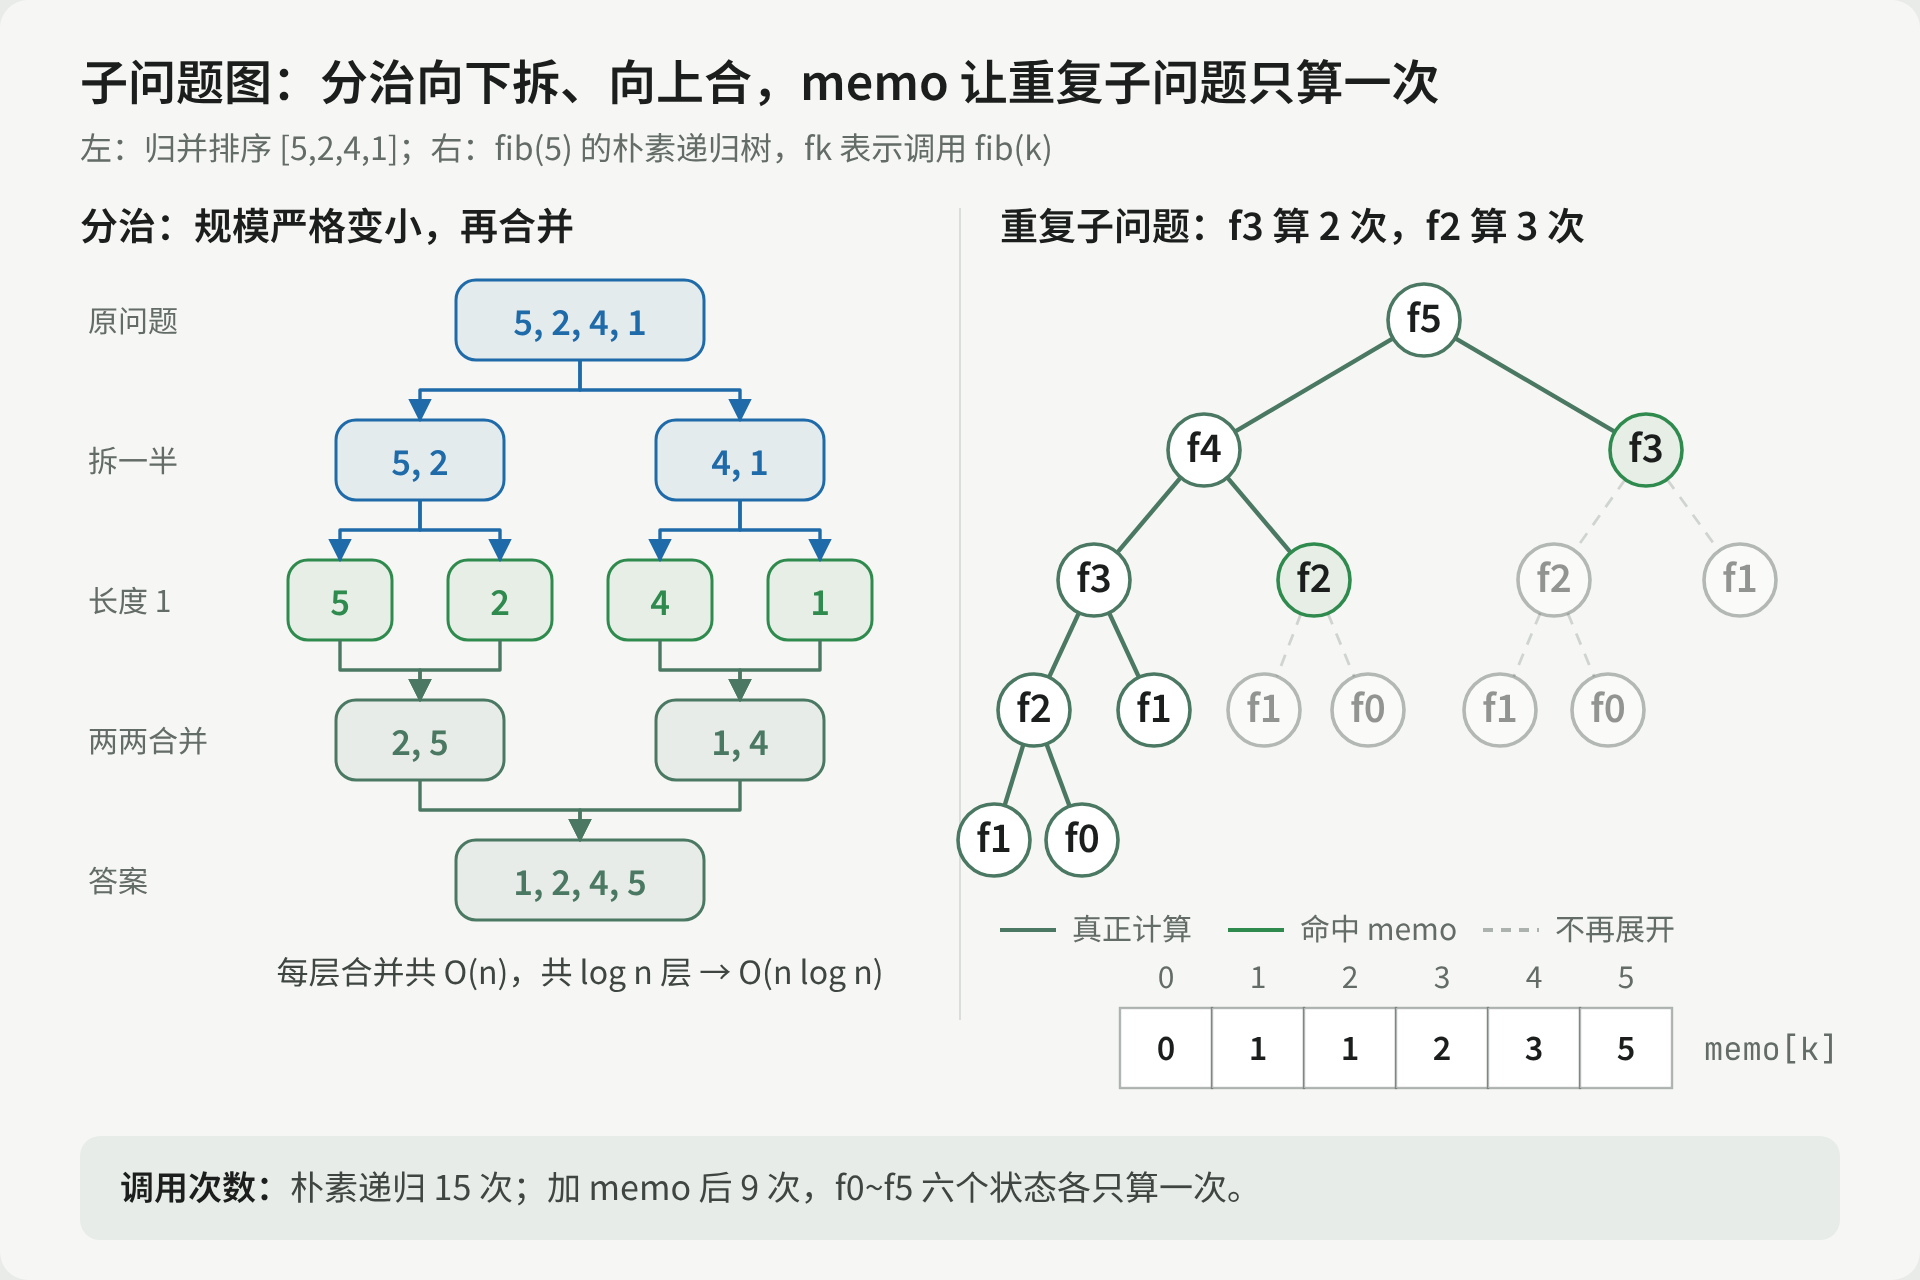 子问题图：分治向下拆、向上合，memo 让重复子问题只算一次
左：归并排序 [5,2,4,1]；右：fib(5) 的朴素递归树，fk 表示调用 fib(k)
分治：规模严格变小，再合并
原问题
5, 2, 4, 1
拆一半
5, 2
4, 1
长度 1
5
2
4
1
两两合并
2, 5
1, 4
答案
1, 2, 4, 5
每层合并共 O(n)，共 log n 层 → O(n log n)
重复子问题：f3 算 2 次，f2 算 3 次
f5
f4
f3
f3
f2
f2
f1
f2
f1
f1
f0
f1
f0
f1
f0
真正计算
命中 memo
不再展开
0 1 2 3 4 5
0 1 1 2 3 5
memo[k]
调用次数：朴素递归 15 次；加 memo 后 9 次，f0~f5 六个状态各只算一次。